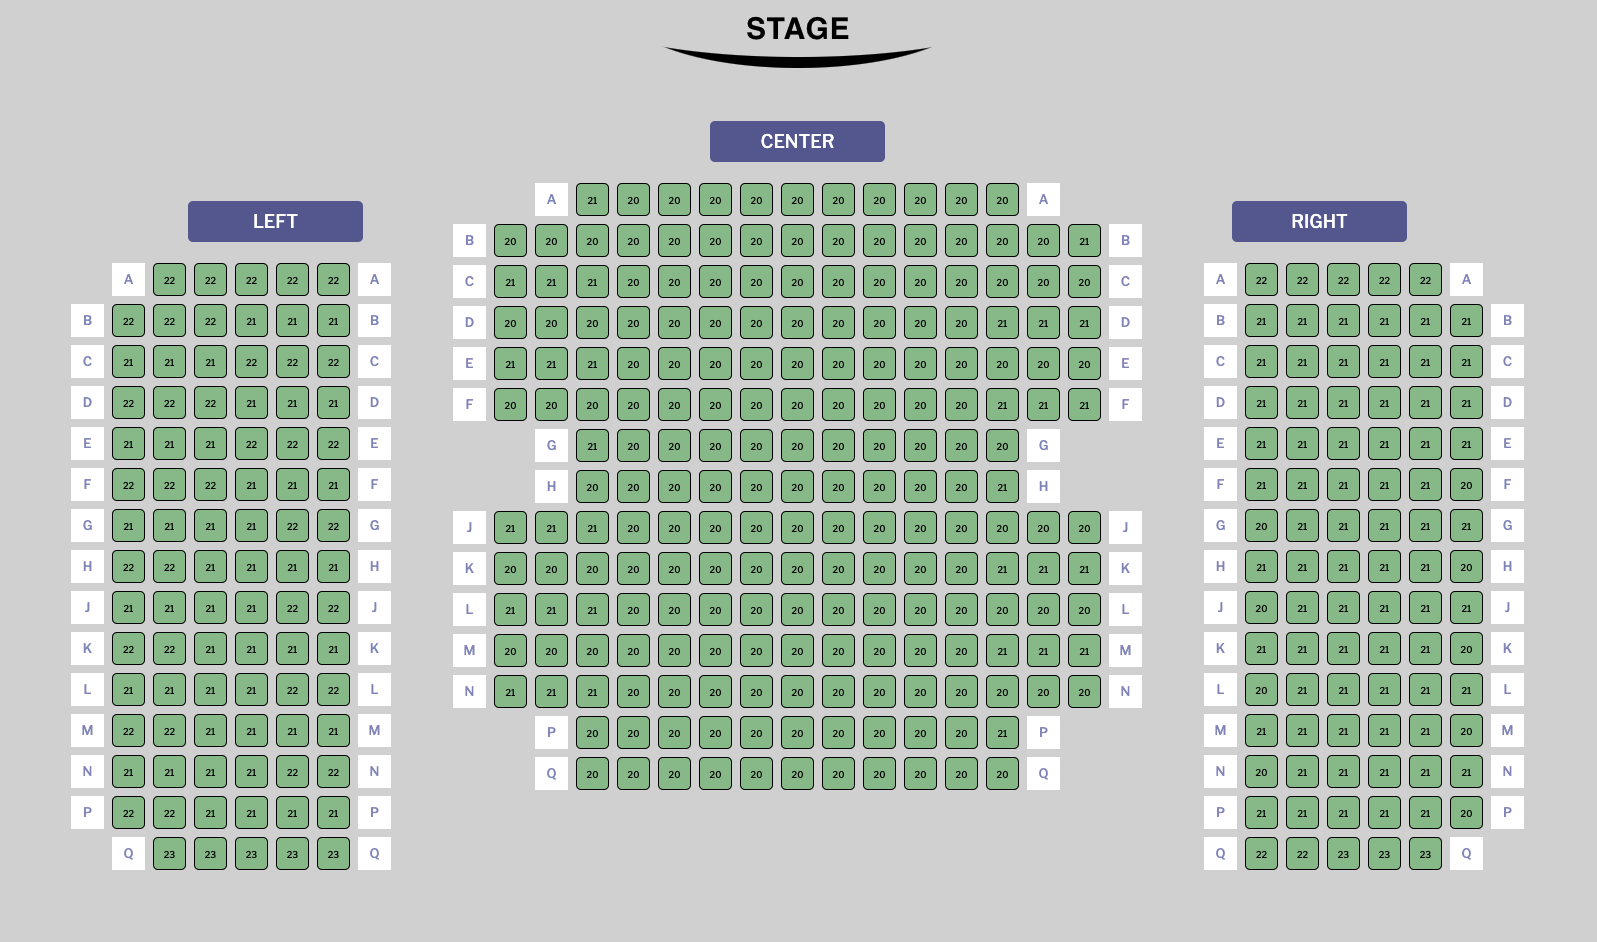 STAGE
CENTER
A 21 20 20 20 20 20 20 20 20 20 20 A
B 20 20 20 20 20 20 20 20 20 20 20 20 20 20 21 B
C 21 21 21 20 20 20 20 20 20 20 20 20 20 20 20 C
D 20 20 20 20 20 20 20 20 20 20 20 20 21 21 21 D
E 21 21 21 20 20 20 20 20 20 20 20 20 20 20 20 E
F 20 20 20 20 20 20 20 20 20 20 20 20 21 21 21 F
G 21 20 20 20 20 20 20 20 20 20 20 G
H 20 20 20 20 20 20 20 20 20 20 21 H
J 21 21 21 20 20 20 20 20 20 20 20 20 20 20 20 J
K 20 20 20 20 20 20 20 20 20 20 20 20 21 21 21 K
L 21 21 21 20 20 20 20 20 20 20 20 20 20 20 20 L
M 20 20 20 20 20 20 20 20 20 20 20 20 21 21 21 M
N 21 21 21 20 20 20 20 20 20 20 20 20 20 20 20 N
P 20 20 20 20 20 20 20 20 20 20 21 P
Q 20 20 20 20 20 20 20 20 20 20 20 Q
LEFT
A 22 22 22 22 22 A
B 22 22 22 21 21 21 B
C 21 21 21 22 22 22 C
D 22 22 22 21 21 21 D
E 21 21 21 22 22 22 E
F 22 22 22 21 21 21 F
G 21 21 21 21 22 22 G
H 22 22 21 21 21 21 H
J 21 21 21 21 22 22 J
K 22 22 21 21 21 21 K
L 21 21 21 21 22 22 L
M 22 22 21 21 21 21 M
N 21 21 21 21 22 22 N
P 22 22 21 21 21 21 P
Q 23 23 23 23 23 Q
RIGHT
A 22 22 22 22 22 A
B 21 21 21 21 21 21 B
C 21 21 21 21 21 21 C
D 21 21 21 21 21 21 D
E 21 21 21 21 21 21 E
F 21 21 21 21 21 20 F
G 20 21 21 21 21 21 G
H 21 21 21 21 21 20 H
J 20 21 21 21 21 21 J
K 21 21 21 21 21 20 K
L 20 21 21 21 21 21 L
M 21 21 21 21 21 20 M
N 20 21 21 21 21 21 N
P 21 21 21 21 21 20 P
Q 22 22 23 23 23 Q